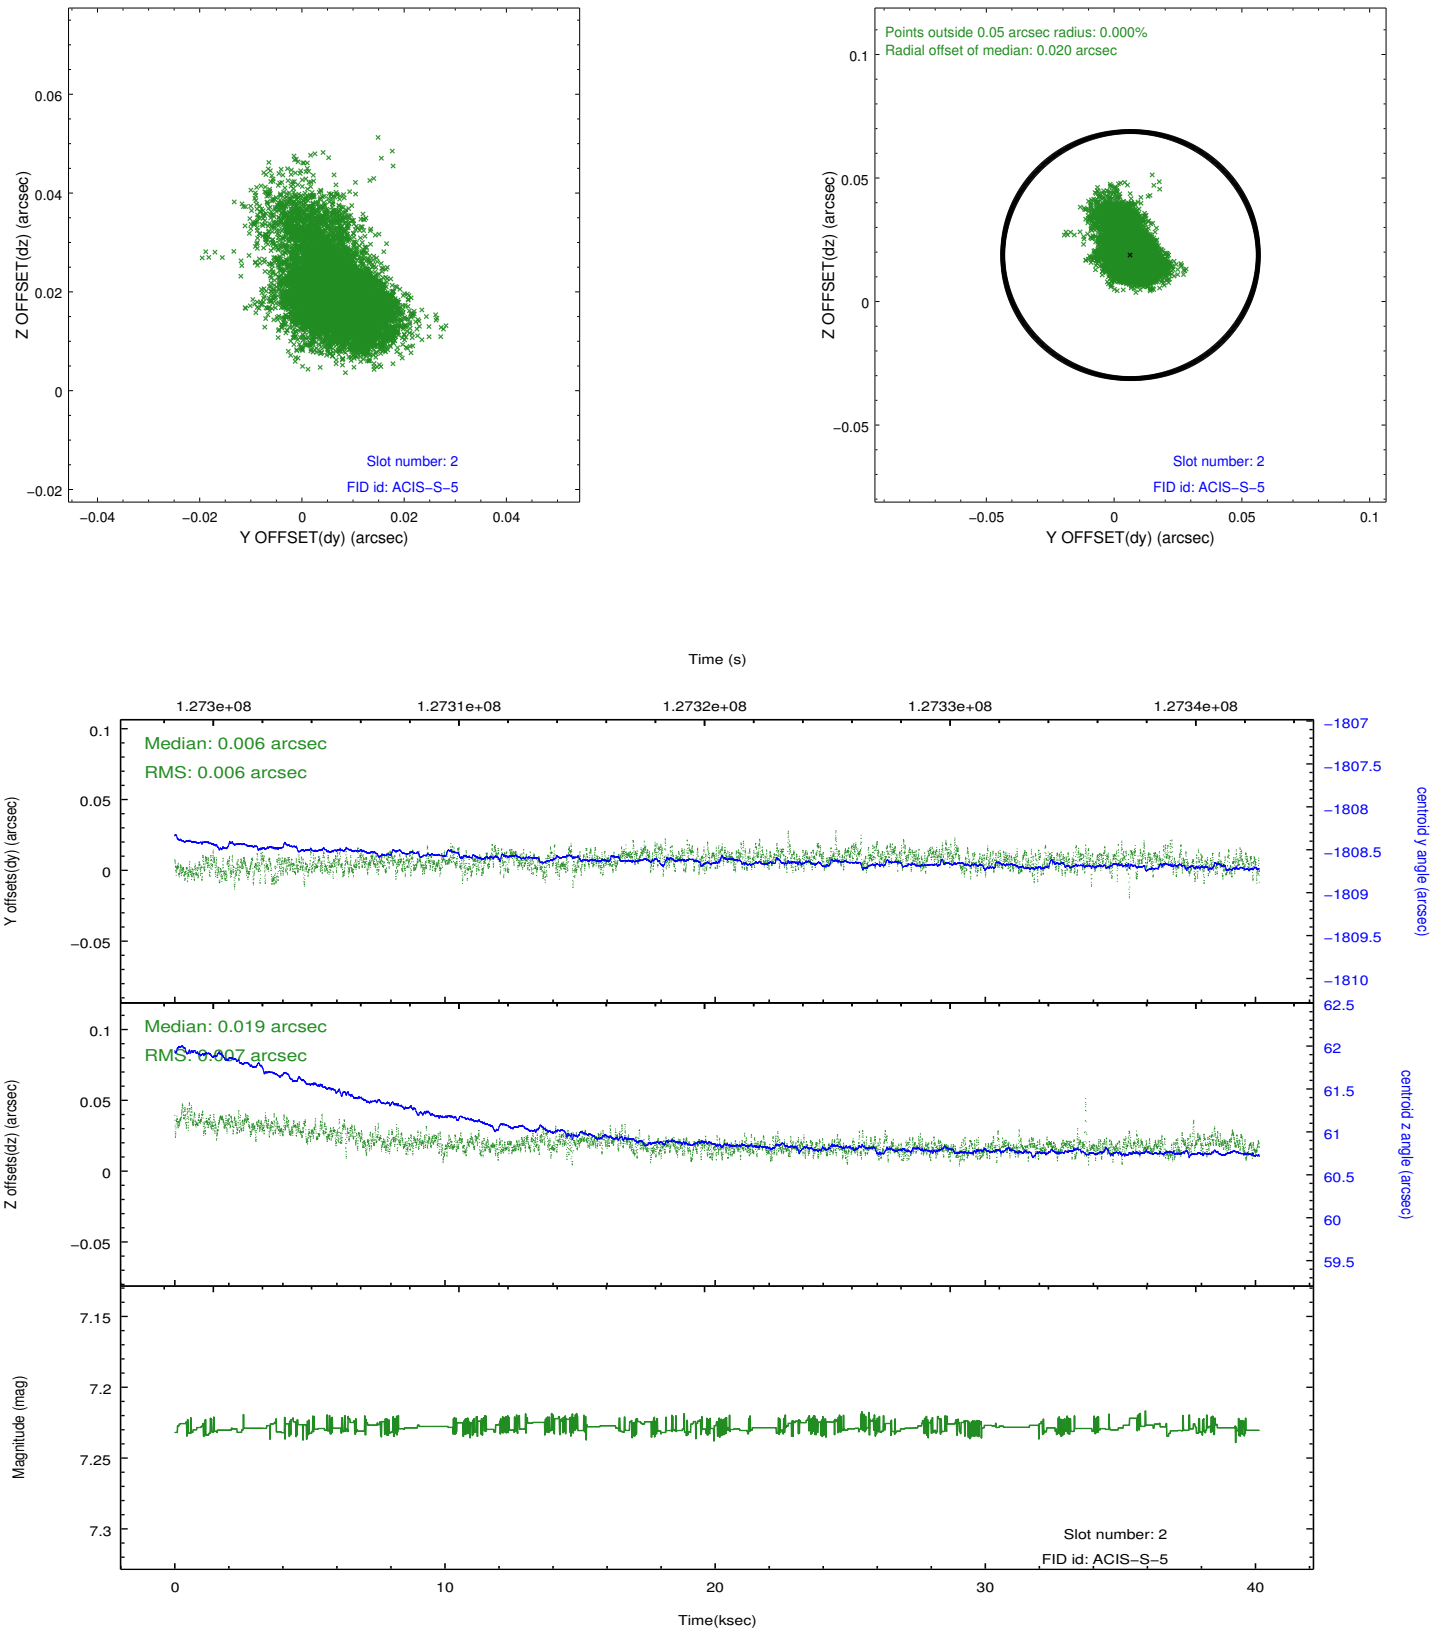 0.06
0.04
0.02
0
−0.02
Z OFFSET(dz) (arcsec)
−0.04 −0.02 0 0.02 0.04
Y OFFSET(dy) (arcsec)
Slot number: 2
FID id: ACIS−S−5
Points outside 0.05 arcsec radius: 0.000%
Radial offset of median: 0.020 arcsec
0.1
0.05
0
−0.05
Z OFFSET(dz) (arcsec)
−0.05 0 0.05 0.1
Y OFFSET(dy) (arcsec)
Slot number: 2
FID id: ACIS−S−5
Time (s)
1.273e+08 1.2731e+08 1.2732e+08 1.2733e+08 1.2734e+08
Median: 0.006 arcsec
RMS: 0.006 arcsec
0.1
0.05
0
−0.05
Y offsets(dy) (arcsec)
−1807
−1807.5
−1808
−1808.5
−1809
−1809.5
−1810
centroid y angle (arcsec)
Median: 0.019 arcsec
RMS: 0.007 arcsec
0.1
0.05
0
−0.05
Z offsets(dz) (arcsec)
62.5
62
61.5
61
60.5
60
59.5
centroid z angle (arcsec)
7.15
7.2
7.25
7.3
Magnitude (mag)
Slot number: 2
FID id: ACIS−S−5
0 10 20 30 40
Time(ksec)